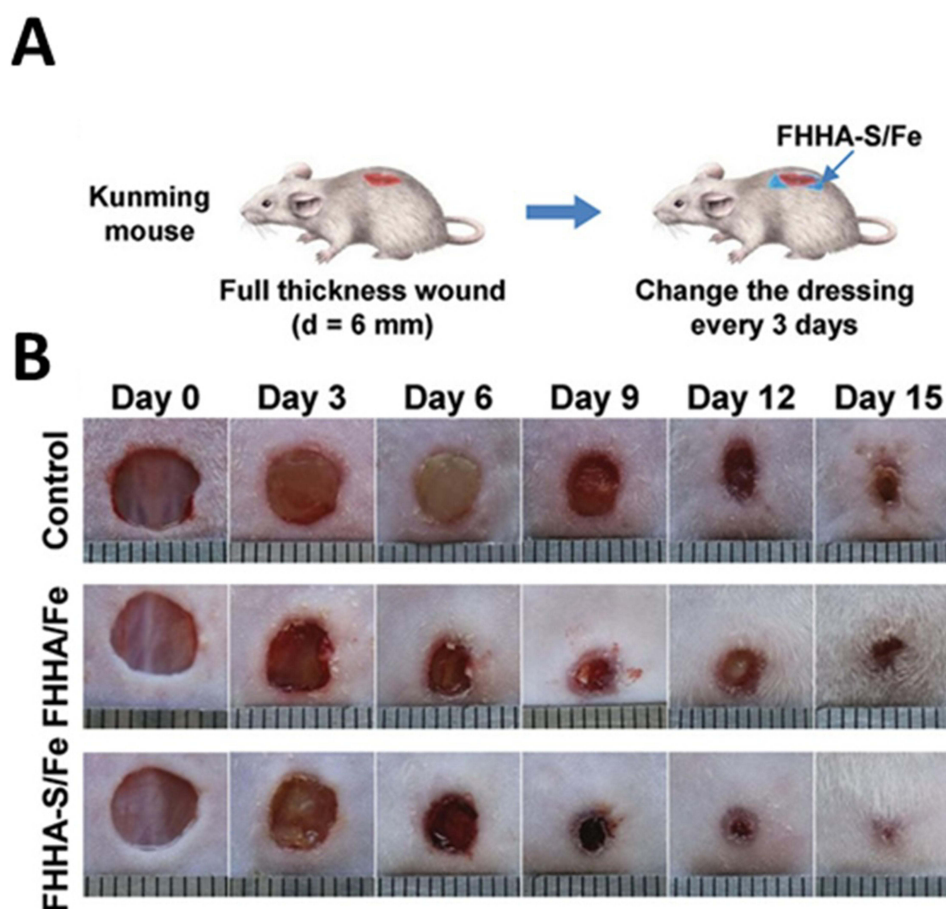 A
FHHA-S/Fe
Kunming
mouse
Full thickness wound
(d = 6 mm)
Change the dressing
every 3 days
B
Day 0 Day 3 Day 6 Day 9 Day 12 Day 15
Control
FHHA/Fe
FHHA-S/Fe